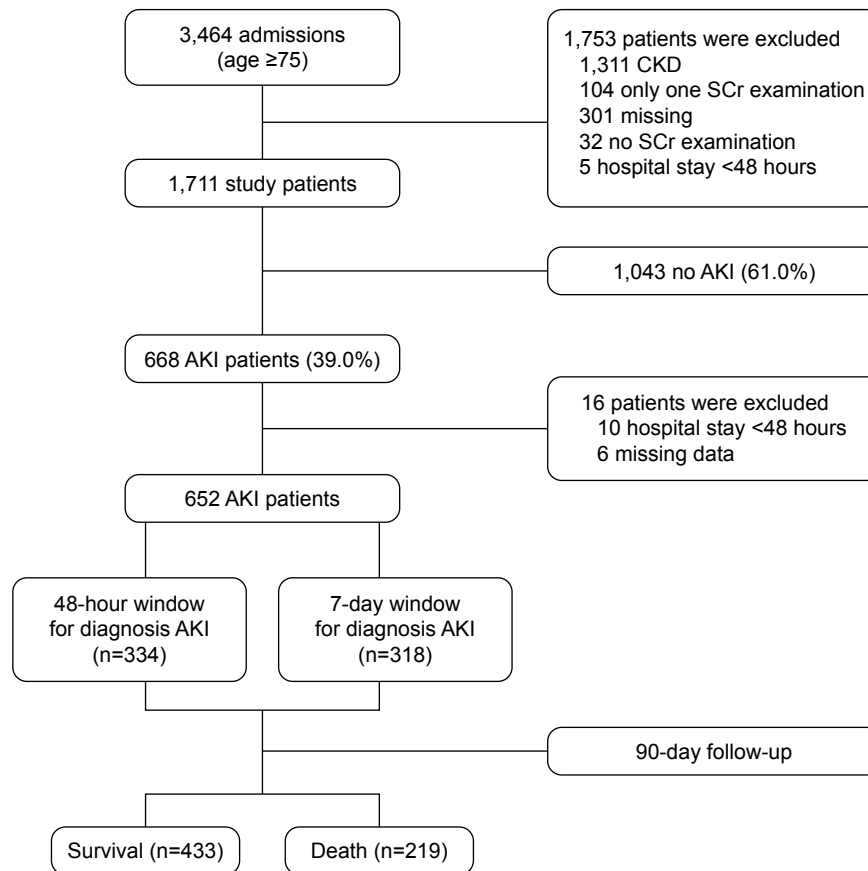 3,464 admissions
(age ≥75)
1,753 patients were excluded
1,311 CKD
104 only one SCr examination
301 missing
32 no SCr examination
5 hospital stay <48 hours
1,711 study patients
1,043 no AKI (61.0%)
668 AKI patients (39.0%)
16 patients were excluded
10 hospital stay <48 hours
6 missing data
652 AKI patients
48-hour window
for diagnosis AKI
(n=334)
7-day window
for diagnosis AKI
(n=318)
90-day follow-up
Survival (n=433)
Death (n=219)